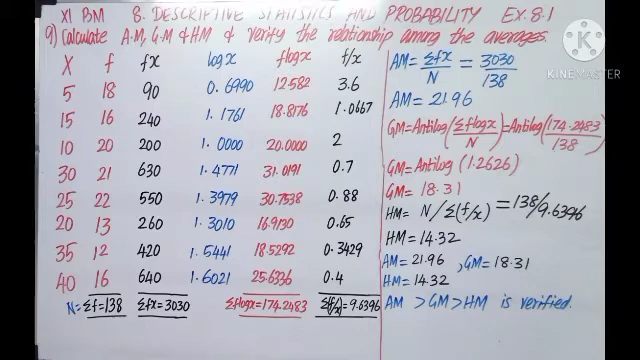 XI BM 8. DESCRIPTIVE STATISTICS AND PROBABILITY EX.8.1
9) Calculate A.M, G.M & HM & verify the relationship among the averages.
X f fx logx flogx f/x
5 18 90 0.6990 12.582 3.6
15 16 240 1.1761 18.8176 1.0667
10 20 200 1.0000 20.0000 2
30 21 630 1.4771 31.0191 0.7
25 22 550 1.3979 30.7538 0.88
20 13 260 1.3010 16.9130 0.65
35 12 420 1.5441 18.5292 0.3429
40 16 640 1.6021 25.6336 0.4
N=Σf=138 Σfx=3030 Σflogx=174.2483 Σ(f/x)=9.6396
AM = Σfx/N = 3030/138
AM = 21.96
GM=Antilog(Σflogx/N)=Antilog(174.2483/138)
GM=Antilog(1.2626)
GM= 18.31
HM= N/Σ(f/x) = 138/9.6396
HM=14.32
AM=21.96, GM=18.31
HM=14.32
AM >GM>HM is verified.
KINEMASTER